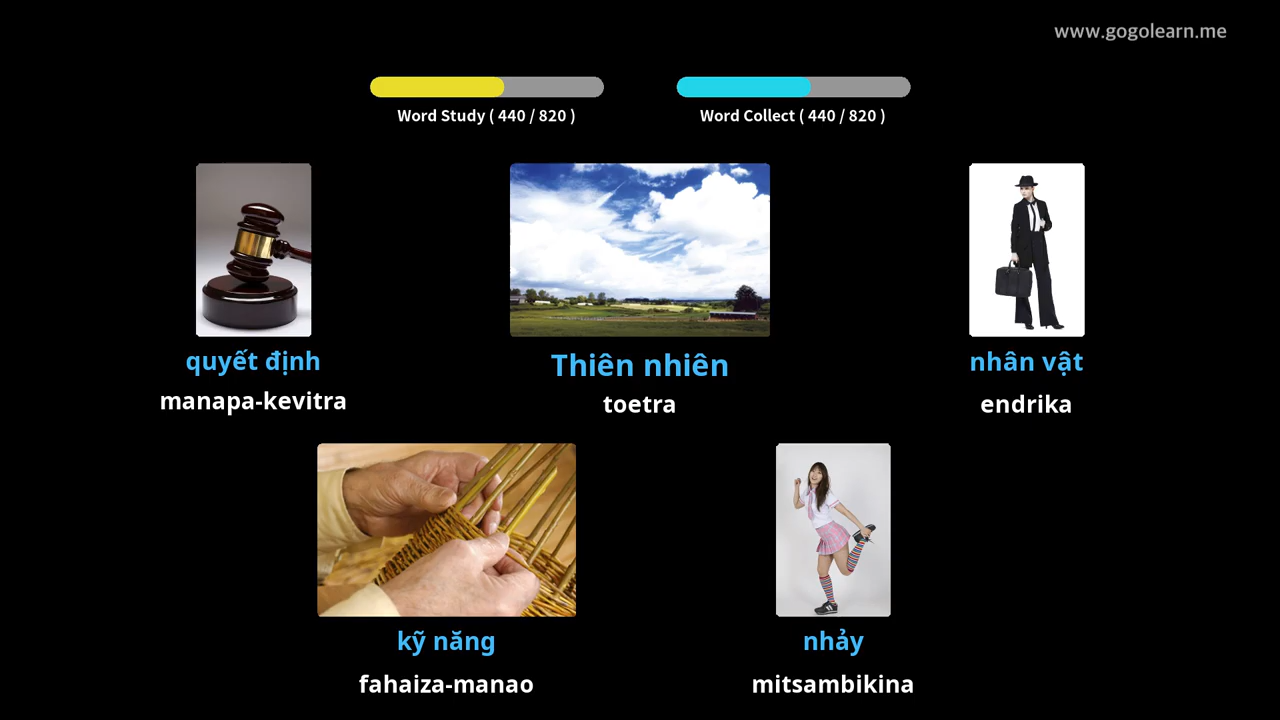 www.gogolearn.me
Word Study ( 440 / 820 )
Word Collect ( 440 / 820 )
quyết định
manapa-kevitra
Thiên nhiên
toetra
nhân vật
endrika
kỹ năng
fahaiza-manao
nhảy
mitsambikina